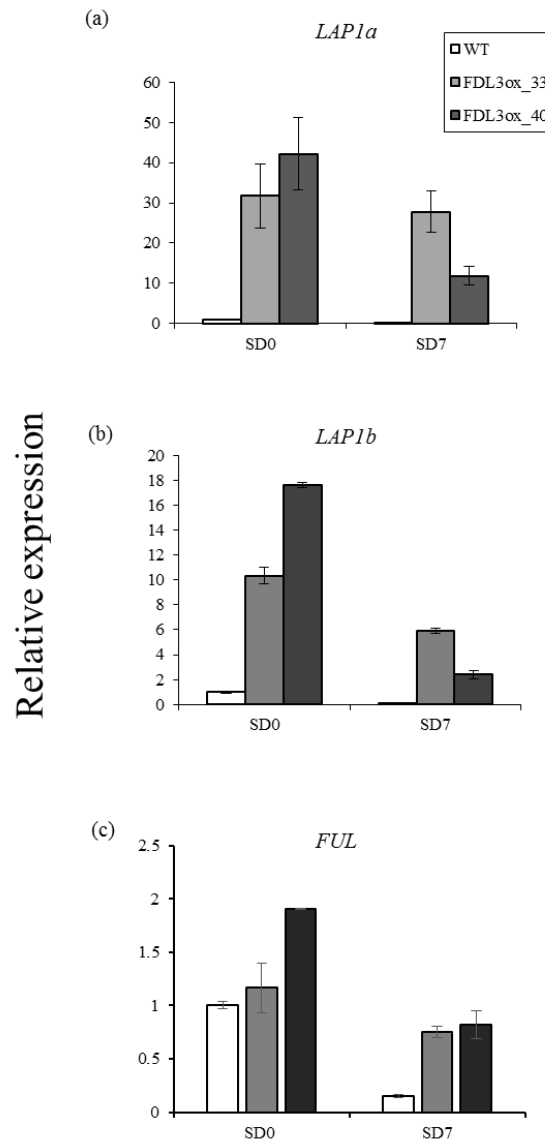 (a)
LAP1a
WT
FDL3ox_33
FDL3ox_40
60
50
40
30
20
10
0
SD0 SD7
Relative expression
(b)
LAP1b
20
18
16
14
12
10
8
6
4
2
0
SD0 SD7
(c)
FUL
2.5
2
1.5
1
0.5
0
SD0 SD7